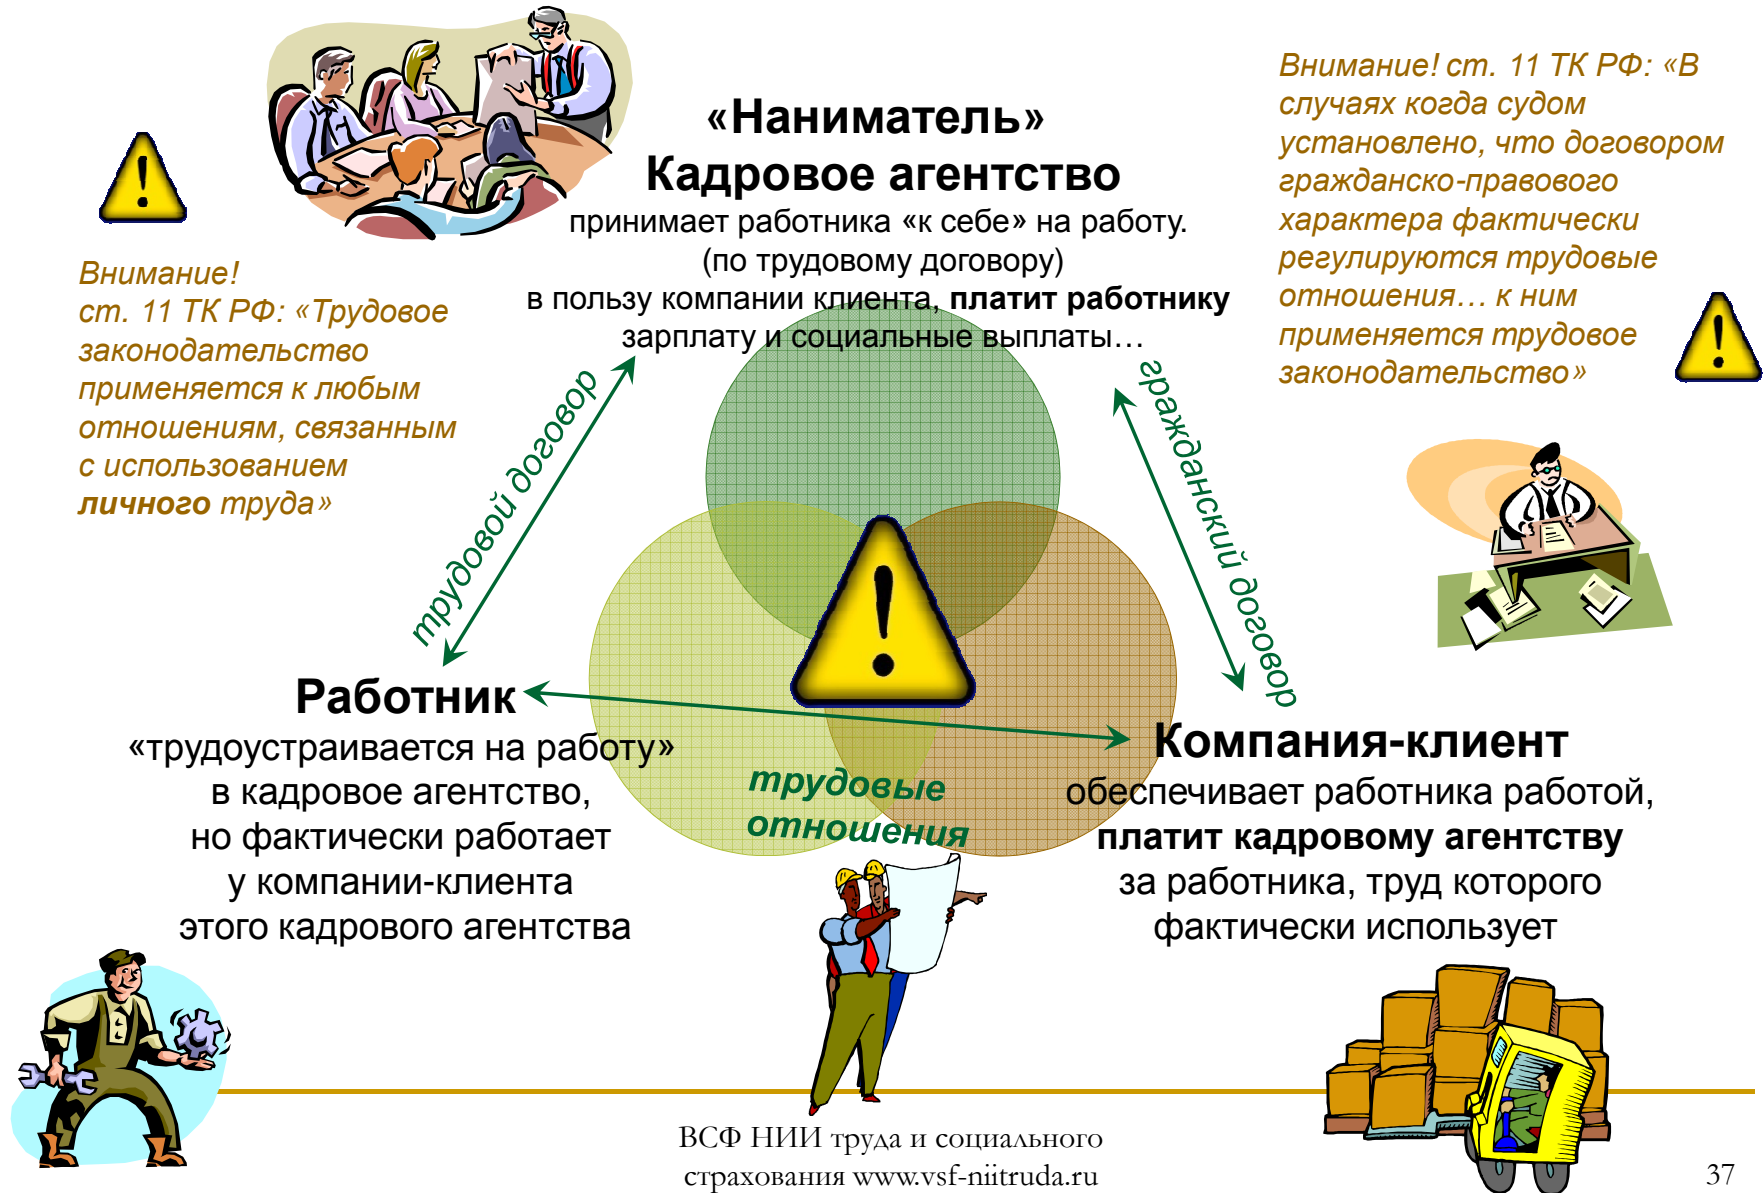 «Наниматель»
Кадровое агентство
принимает работника «к себе» на работу.
(по трудовому договору)
в пользу компании клиента, платит работнику
зарплату и социальные выплаты…
Внимание!
ст. 11 ТК РФ: «Трудовое
законодательство
применяется к любым
отношениям, связанным
с использованием
личного труда»
Внимание! ст. 11 ТК РФ: «В
случаях когда судом
установлено, что договором
гражданско-правового
характера фактически
регулируются трудовые
отношения… к ним
применяется трудовое
законодательство»
трудовой договор
гражданский договор
Работник
«трудоустраивается на работу»
в кадровое агентство,
но фактически работает
у компании-клиента
этого кадрового агентства
трудовые
отношения
Компания-клиент
обеспечивает работника работой,
платит кадровому агентству
за работника, труд которого
фактически использует
ВСФ НИИ труда и социального
страхования www.vsf-niitruda.ru
37